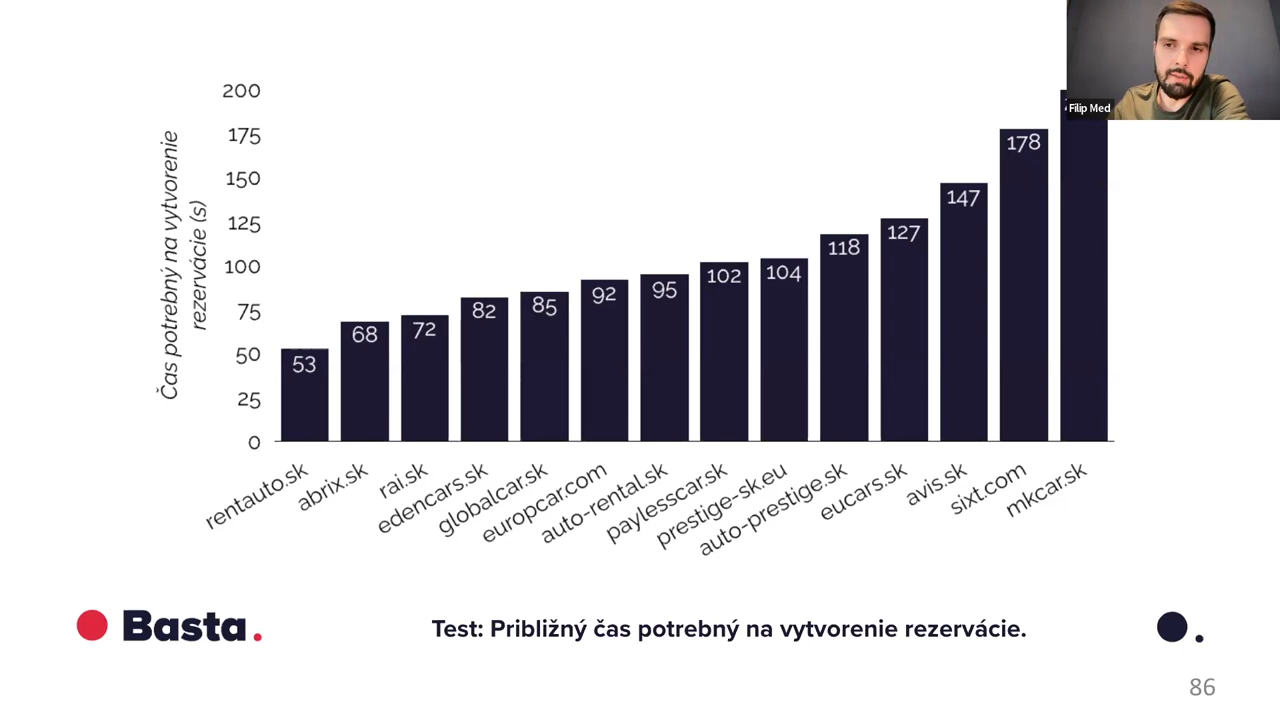 Filip Med
200
175
150
125
100
75
50
25
0
Čas potrebný na vytvorenie
rezervácie (s)
53
68
72
82
85
92
95
102
104
118
127
147
178
rentauto.sk
abrix.sk
rai.sk
edencars.sk
globalcar.sk
europcar.com
auto-rental.sk
paylesscar.sk
prestige-sk.eu
auto-prestige.sk
eucars.sk
avis.sk
sixt.com
mkcar.sk
Basta.
Test: Približný čas potrebný na vytvorenie rezervácie.
86